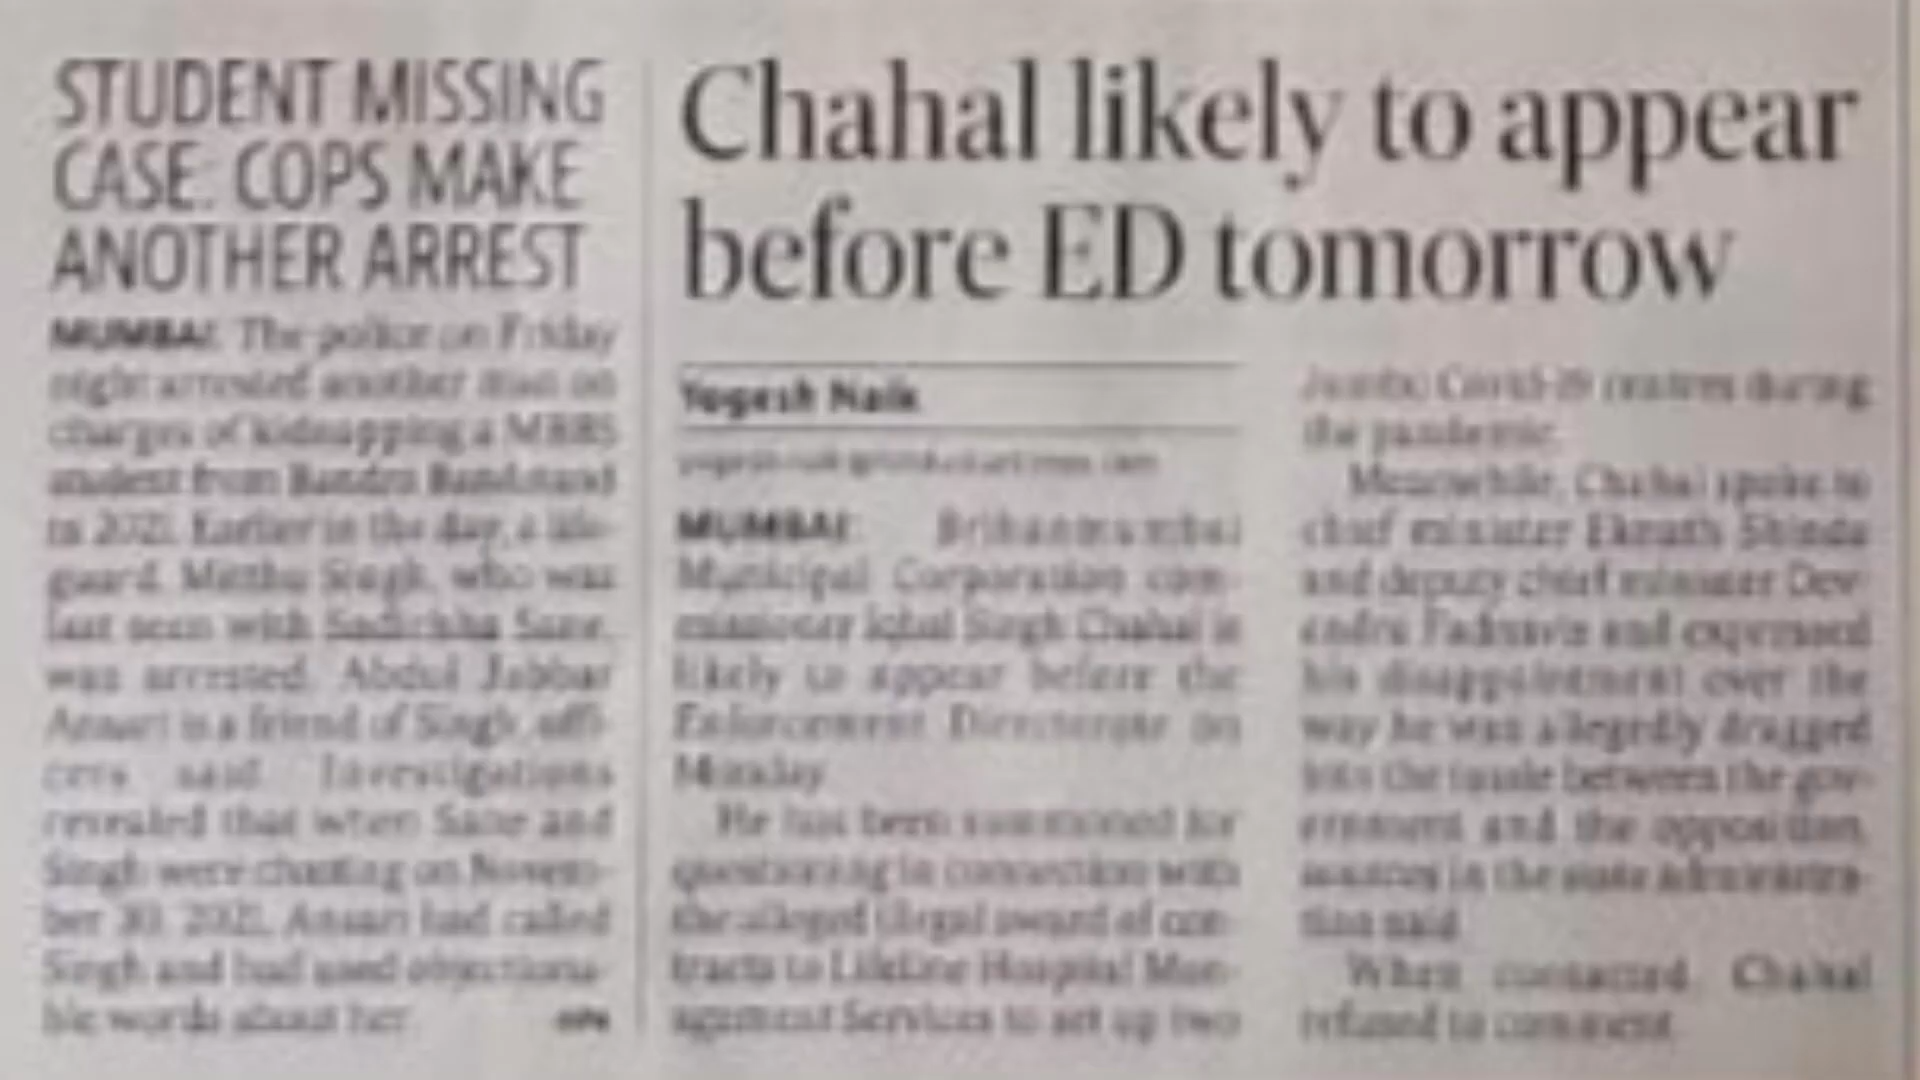 STUDENT MISSING
CASE: COPS MAKE
ANOTHER ARREST
MUMBAI: The police on Friday
night arrested another man on
charges of kidnapping a MBBS
student from Bandra Bandstand
in 2021. Earlier in the day, a life-
guard, Mitthu Singh, who was
last seen with Sadichha Sane,
was arrested. Abdul Jabbar
Ansari is a friend of Singh, offi-
cers said. Investigations
revealed that when Sane and
Singh were chatting on Novem-
ber 30, 2021, Ansari had called
Singh and had used objectiona-
ble words about her.
Chahal likely to appear
before ED tomorrow
Yogesh Naik
MUMBAI: Brihanmumbai
Municipal Corporation com-
missioner Iqbal Singh Chahal is
likely to appear before the
Enforcement Directorate on
Monday.
He has been summoned for
questioning in connection with
the alleged illegal award of con-
tracts to Lifeline Hospital Man-
agement Services to set up two
Jumbo Covid-19 centres during
the pandemic.
Meanwhile, Chahal spoke to
chief minister Eknath Shinde
and deputy chief minister Dev-
endra Fadnavis and expressed
his disappointment over the
way he was allegedly dragged
into the tussle between the gov-
ernment and the opposition,
sources in the state administra-
tion said.
When contacted, Chahal
refused to comment.